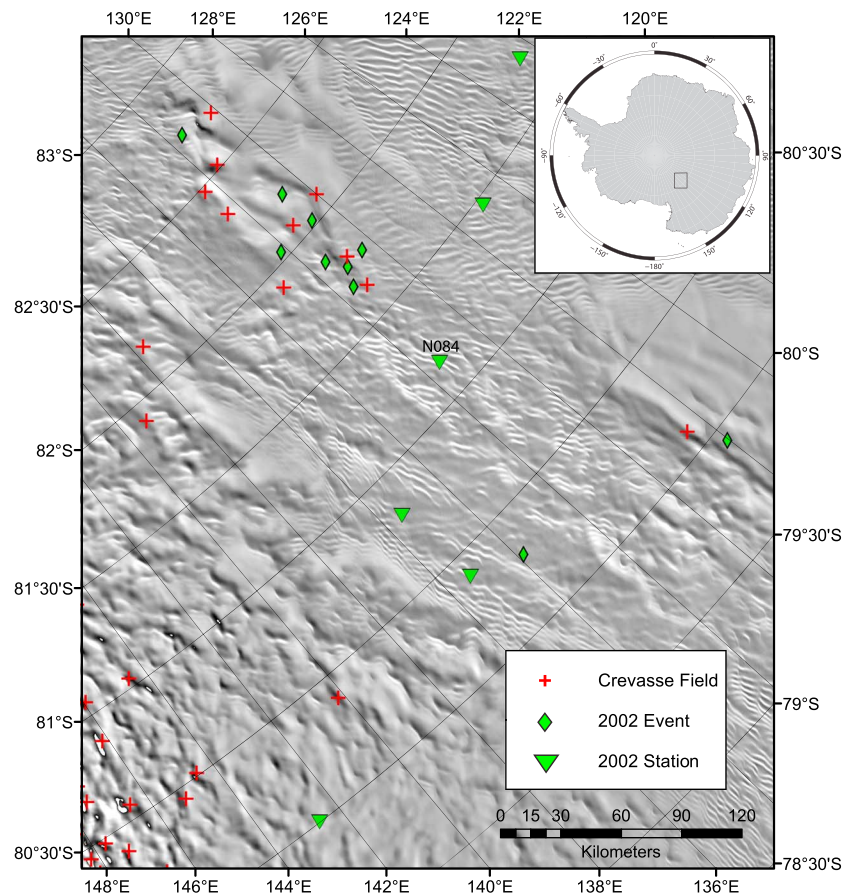 130°E 128°E 126°E 124°E 122°E 120°E
0°
30°
60°
90°
120°
150°
−180°
−150°
−120°
−90°
−60°
−30°
83°S
80°30'S
82°30'S
N084
80°S
82°S
79°30'S
81°30'S
Crevasse Field
79°S
81°S
2002 Event
2002 Station
0 15 30 60 90 120
Kilometers
80°30'S
78°30'S
148°E 146°E 144°E 142°E 140°E 138°E 136°E